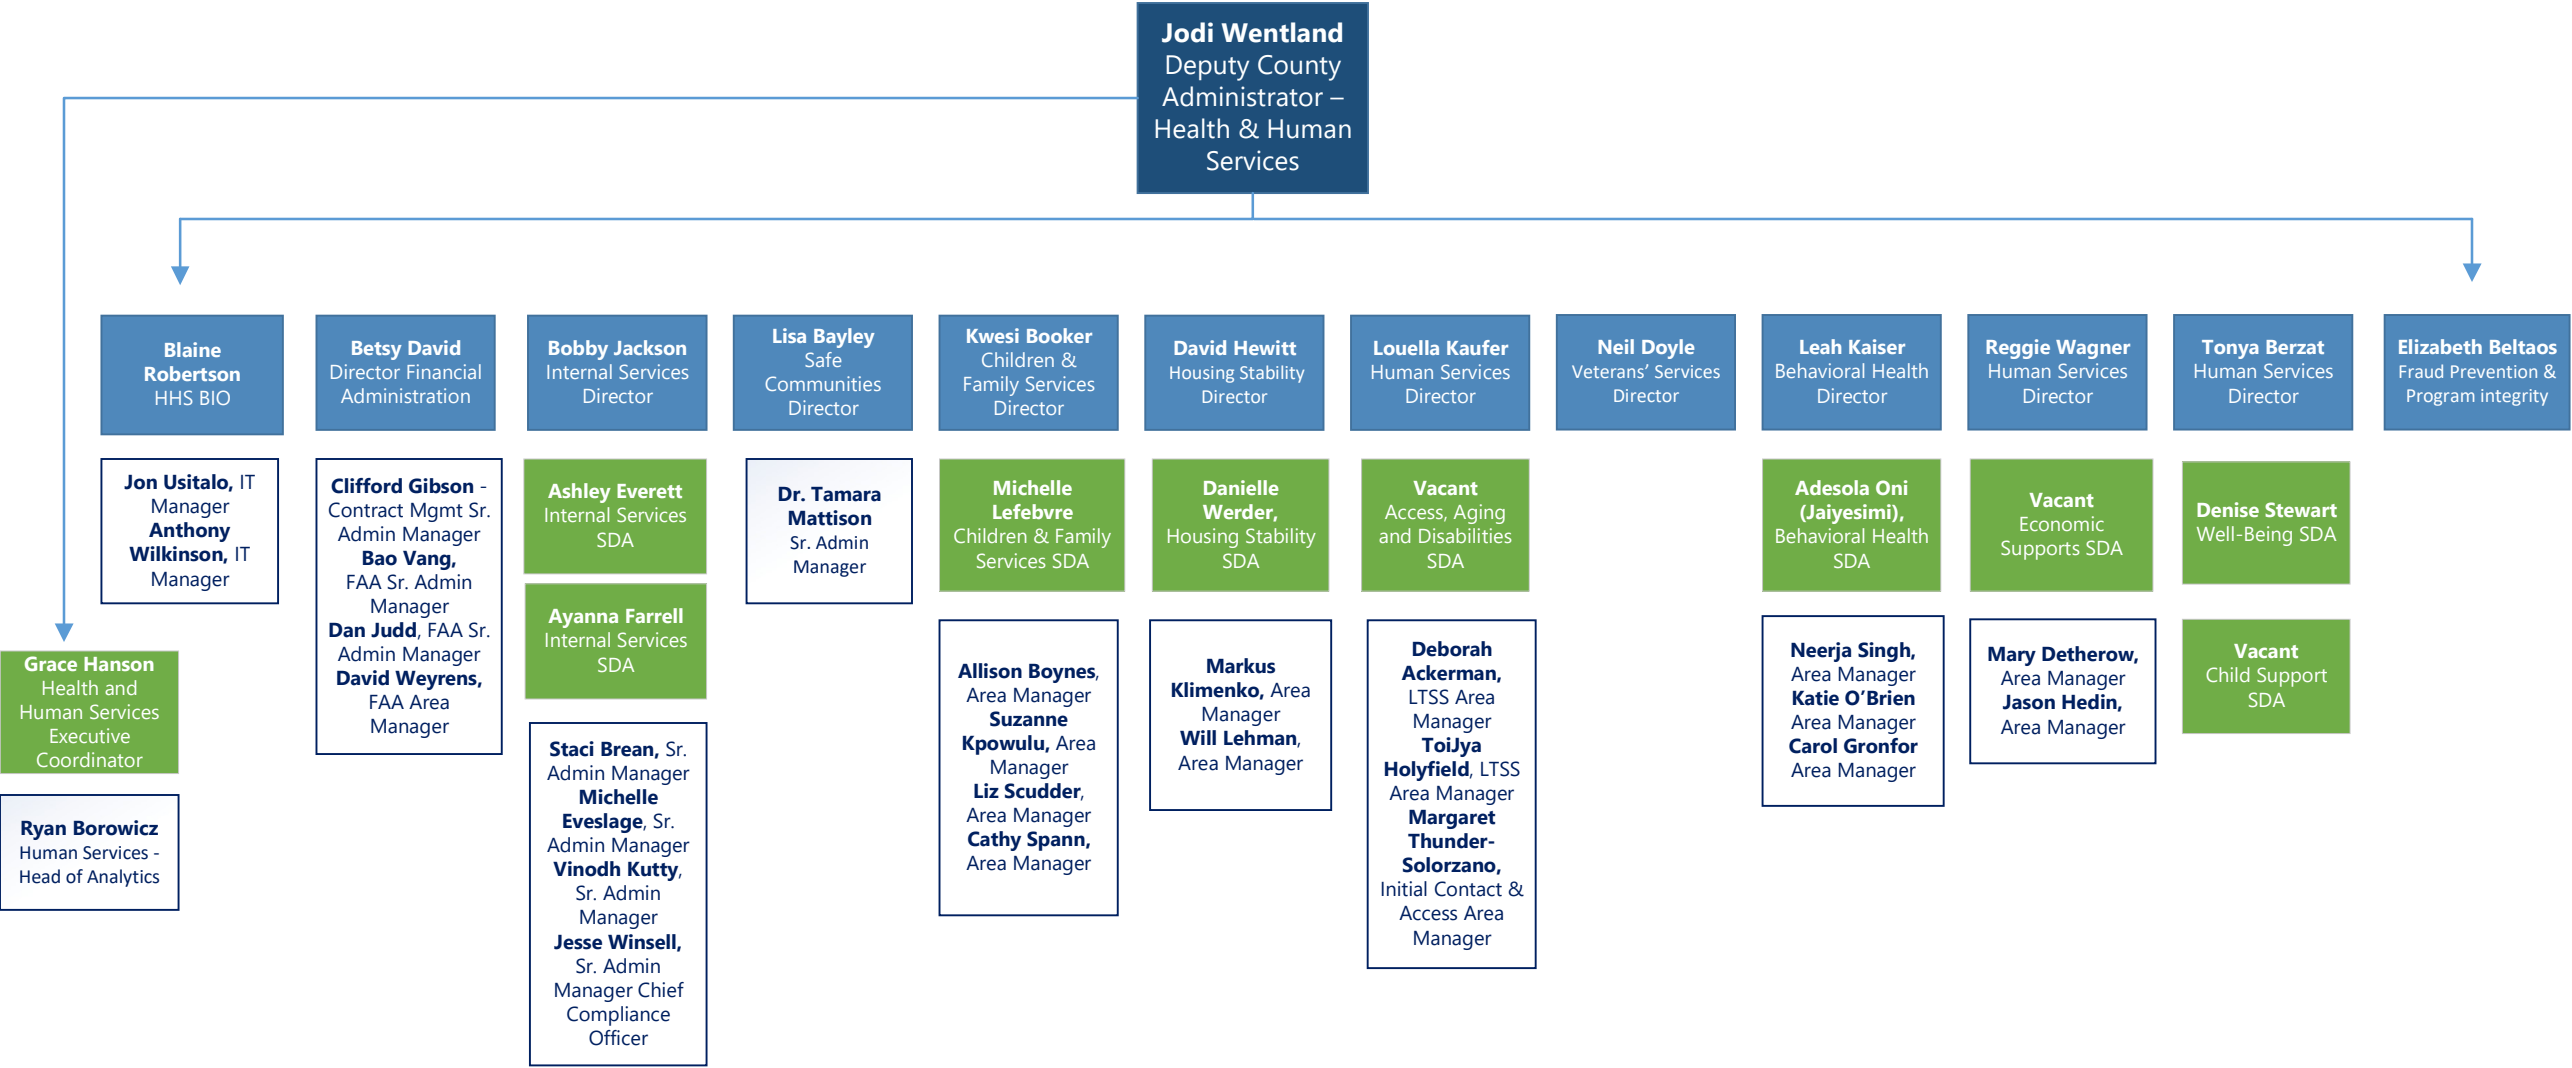 Jodi Wentland
Deputy County
Administrator –
Health & Human
Services
Blaine
Robertson
HHS BIO
Betsy David
Director Financial
Administration
Bobby Jackson
Internal Services
Director
Lisa Bayley
Safe
Communities
Director
Kwesi Booker
Children &
Family Services
Director
David Hewitt
Housing Stability
Director
Louella Kaufer
Human Services
Director
Neil Doyle
Veterans’ Services
Director
Leah Kaiser
Behavioral Health
Director
Reggie Wagner
Human Services
Director
Tonya Berzat
Human Services
Director
Elizabeth Beltaos
Fraud Prevention &
Program integrity
Jon Usitalo, IT
Manager
Anthony
Wilkinson, IT
Manager
Clifford Gibson -
Contract Mgmt Sr.
Admin Manager
Bao Vang,
FAA Sr. Admin
Manager
Dan Judd, FAA Sr.
Admin Manager
David Weyrens,
FAA Area
Manager
Ashley Everett
Internal Services
SDA
Ayanna Farrell
Internal Services
SDA
Staci Brean, Sr.
Admin Manager
Michelle
Eveslage, Sr.
Admin Manager
Vinodh Kutty,
Sr. Admin
Manager
Jesse Winsell,
Sr. Admin
Manager Chief
Compliance
Officer
Dr. Tamara
Mattison
Sr. Admin
Manager
Michelle
Lefebvre
Children & Family
Services SDA
Allison Boynes,
Area Manager
Suzanne
Kpowulu, Area
Manager
Liz Scudder,
Area Manager
Cathy Spann,
Area Manager
Danielle
Werder,
Housing Stability
SDA
Markus
Klimenko, Area
Manager
Will Lehman,
Area Manager
Vacant
Access, Aging
and Disabilities
SDA
Deborah
Ackerman,
LTSS Area
Manager
ToiJya
Holyfield, LTSS
Area Manager
Margaret
Thunder-
Solorzano,
Initial Contact &
Access Area
Manager
Adesola Oni
(Jaiyesimi),
Behavioral Health
SDA
Neerja Singh,
Area Manager
Katie O’Brien
Area Manager
Carol Gronfor
Area Manager
Vacant
Economic
Supports SDA
Mary Detherow,
Area Manager
Jason Hedin,
Area Manager
Denise Stewart
Well-Being SDA
Vacant
Child Support
SDA
Grace Hanson
Health and
Human Services
Executive
Coordinator
Ryan Borowicz
Human Services -
Head of Analytics